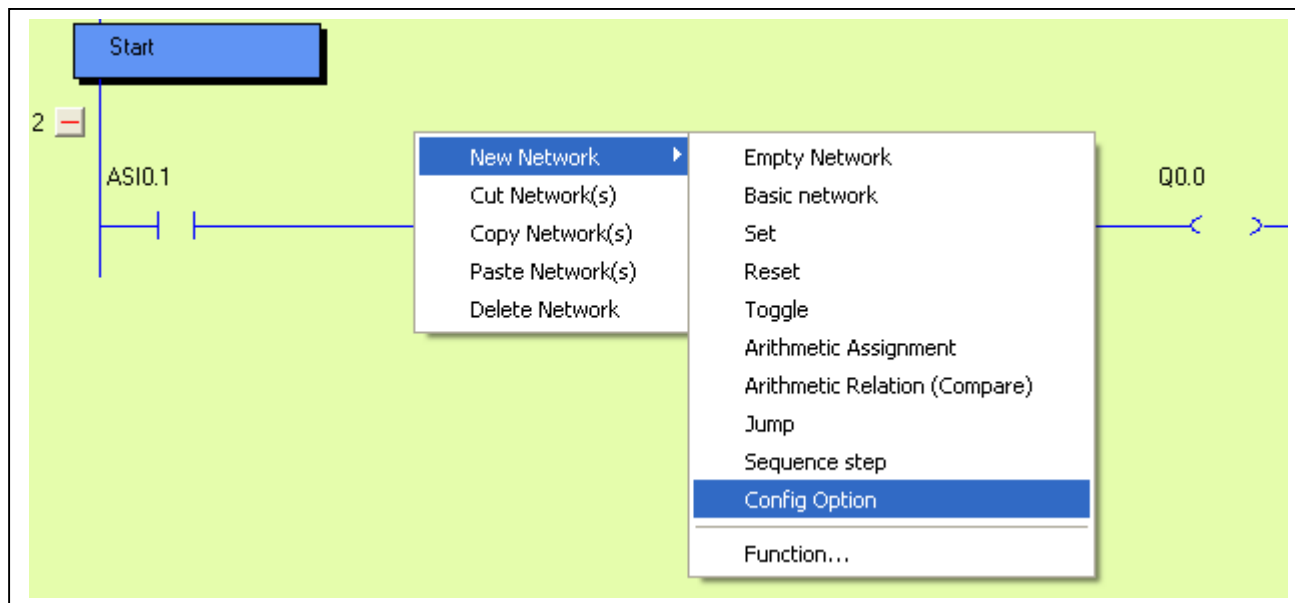 Start
2
ASI0.1
Q0.0
New Network
Cut Network(s)
Copy Network(s)
Paste Network(s)
Delete Network
Empty Network
Basic network
Set
Reset
Toggle
Arithmetic Assignment
Arithmetic Relation (Compare)
Jump
Sequence step
Config Option
Function...